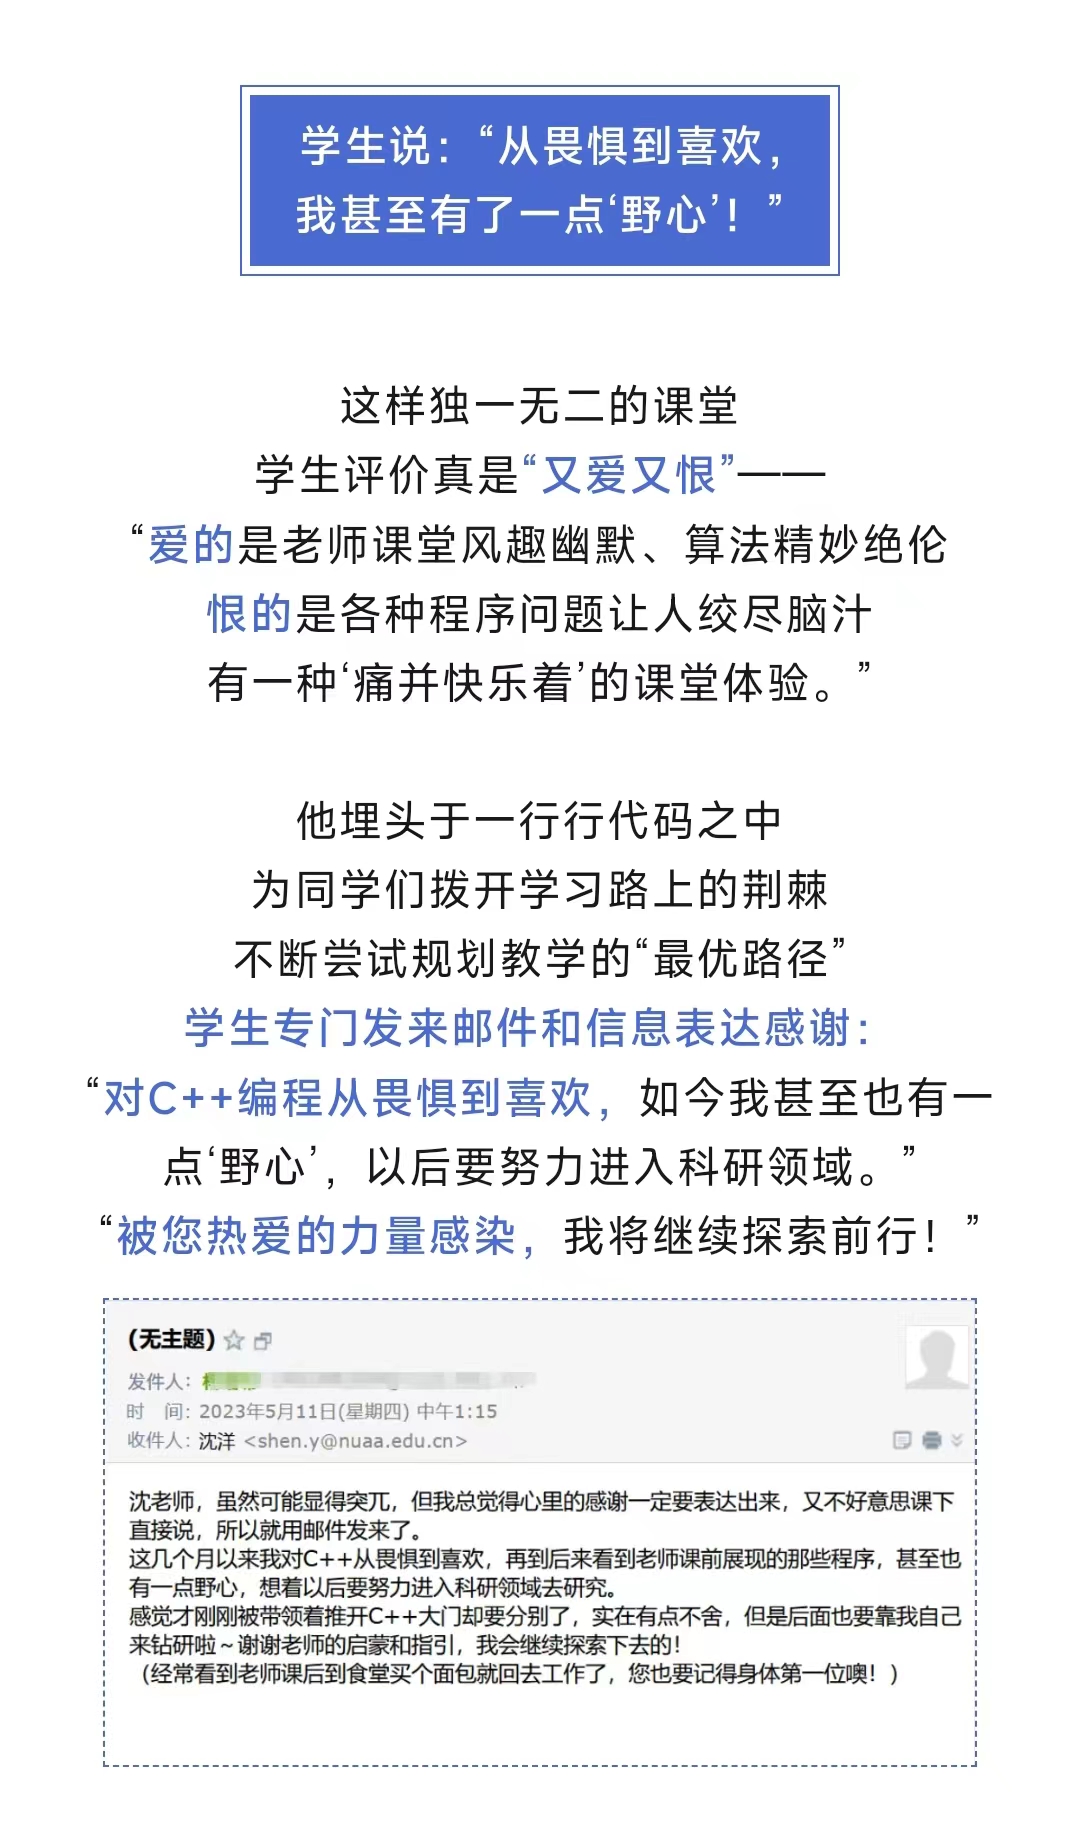 学生说：“从畏惧到喜欢，
我甚至有了一点‘野心’！”
这样独一无二的课堂
学生评价真是“又爱又恨”——
“爱的是老师课堂风趣幽默、算法精妙绝伦
恨的是各种程序问题让人绞尽脑汁
有一种‘痛并快乐着’的课堂体验。”
他埋头于一行行代码之中
为同学们拨开学习路上的荆棘
不断尝试规划教学的“最优路径”
学生专门发来邮件和信息表达感谢：
“对C++编程从畏惧到喜欢，如今我甚至也有一
点‘野心’，以后要努力进入科研领域。”
“被您热爱的力量感染，我将继续探索前行！”
(无主题)
发件人：
时 间：2023年5月11日(星期四) 中午1:15
收件人：沈洋 <shen.y@nuaa.edu.cn>
沈老师，虽然可能显得突兀，但我总觉得心里的感谢一定要表达出来，又不好意思课下
直接说，所以就用邮件发来了。
这几个月以来我对C++从畏惧到喜欢，再到后来看到老师课前展现的那些程序，甚至也
有一点野心，想着以后要努力进入科研领域去研究。
感觉才刚刚被带领着推开C++大门却要分别了，实在有点不舍，但是后面也要靠我自己
来钻研啦～谢谢老师的启蒙和指引，我会继续探索下去的！
（经常看到老师课后到食堂买个面包就回去工作了，您也要记得身体第一位噢！）